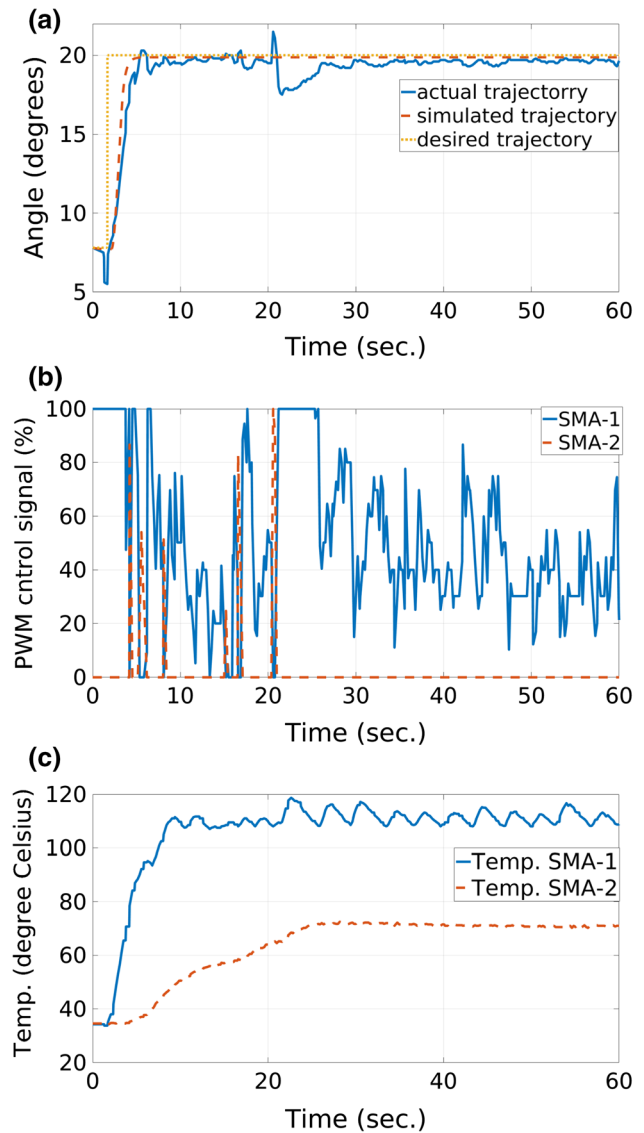 (a)
25
20
15
10
5
Angle (degrees)
actual trajectorry
simulated trajectory
desired trajectory
0 10 20 30 40 50 60
Time (sec.)
(b)
100
80
60
40
20
0
PWM cntrol signal (%)
SMA-1
SMA-2
0 10 20 30 40 50 60
Time (sec.)
(c)
120
100
80
60
40
20
Temp. (degree Celsius)
Temp. SMA-1
Temp. SMA-2
0 20 40 60
Time (sec.)